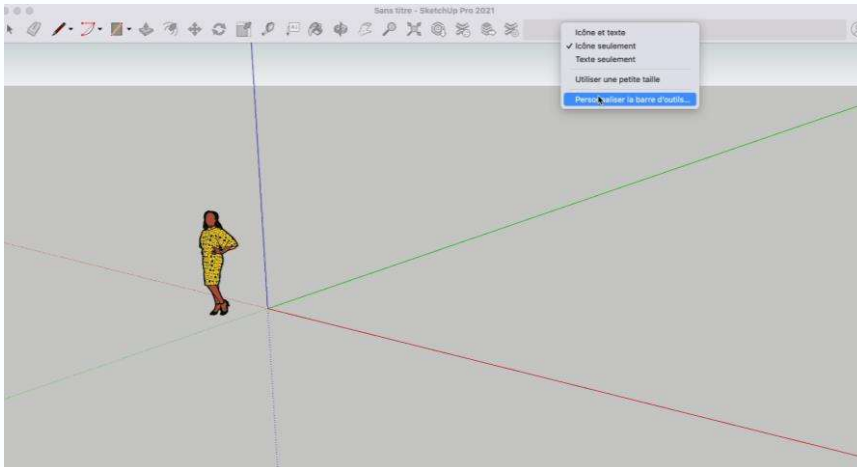 Sans titre - SketchUp Pro 2021
Icône et texte
✓ Icône seulement
Texte seulement
Utiliser une petite taille
Personnaliser la barre d'outils...